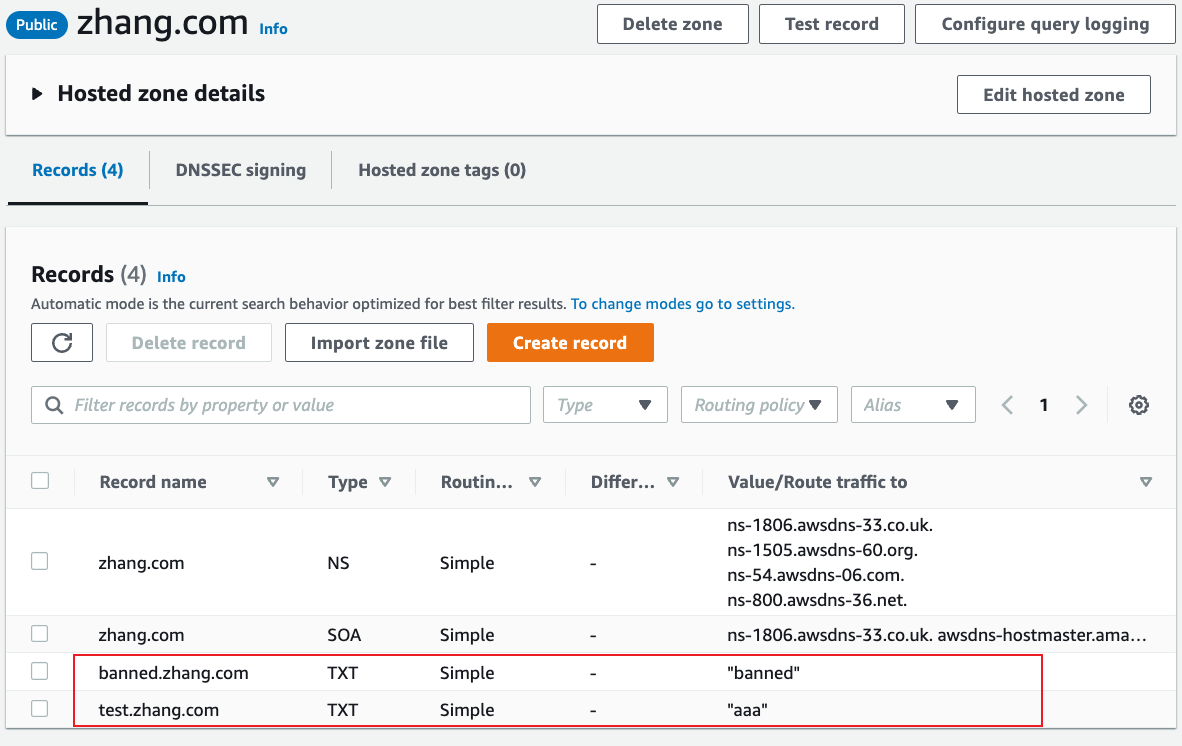 Public zhang.com Info Delete zone Test record Configure query logging
Hosted zone details Edit hosted zone
Records (4) DNSSEC signing Hosted zone tags (0)
Records (4) Info
Automatic mode is the current search behavior optimized for best filter results. To change modes go to settings.
Delete record Import zone file Create record
Filter records by property or value Type Routing policy Alias 1
Record name Type Routin... Differ... Value/Route traffic to
ns-1806.awsdns-33.co.uk.
ns-1505.awsdns-60.org.
zhang.com NS Simple -
ns-54.awsdns-06.com.
ns-800.awsdns-36.net.
zhang.com SOA Simple - ns-1806.awsdns-33.co.uk. awsdns-hostmaster.ama...
banned.zhang.com TXT Simple - "banned"
test.zhang.com TXT Simple - "aaa"